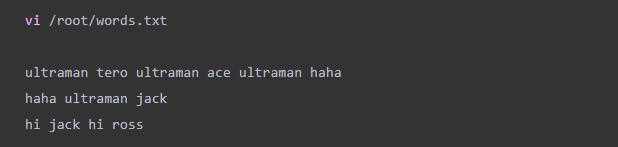 vi /root/words.txt
ultraman tero ultraman ace ultraman haha
haha ultraman jack
hi jack hi ross